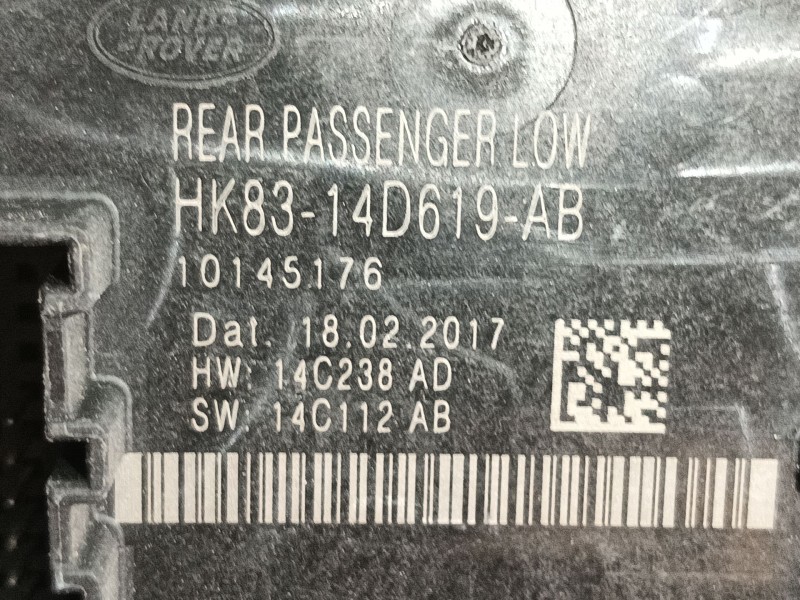 LAND
ROVER
REAR PASSENGER LOW
HK83-14D619-AB
10145176
Dat. 18.02.2017
HW: 14C238 AD
SW: 14C112 AB